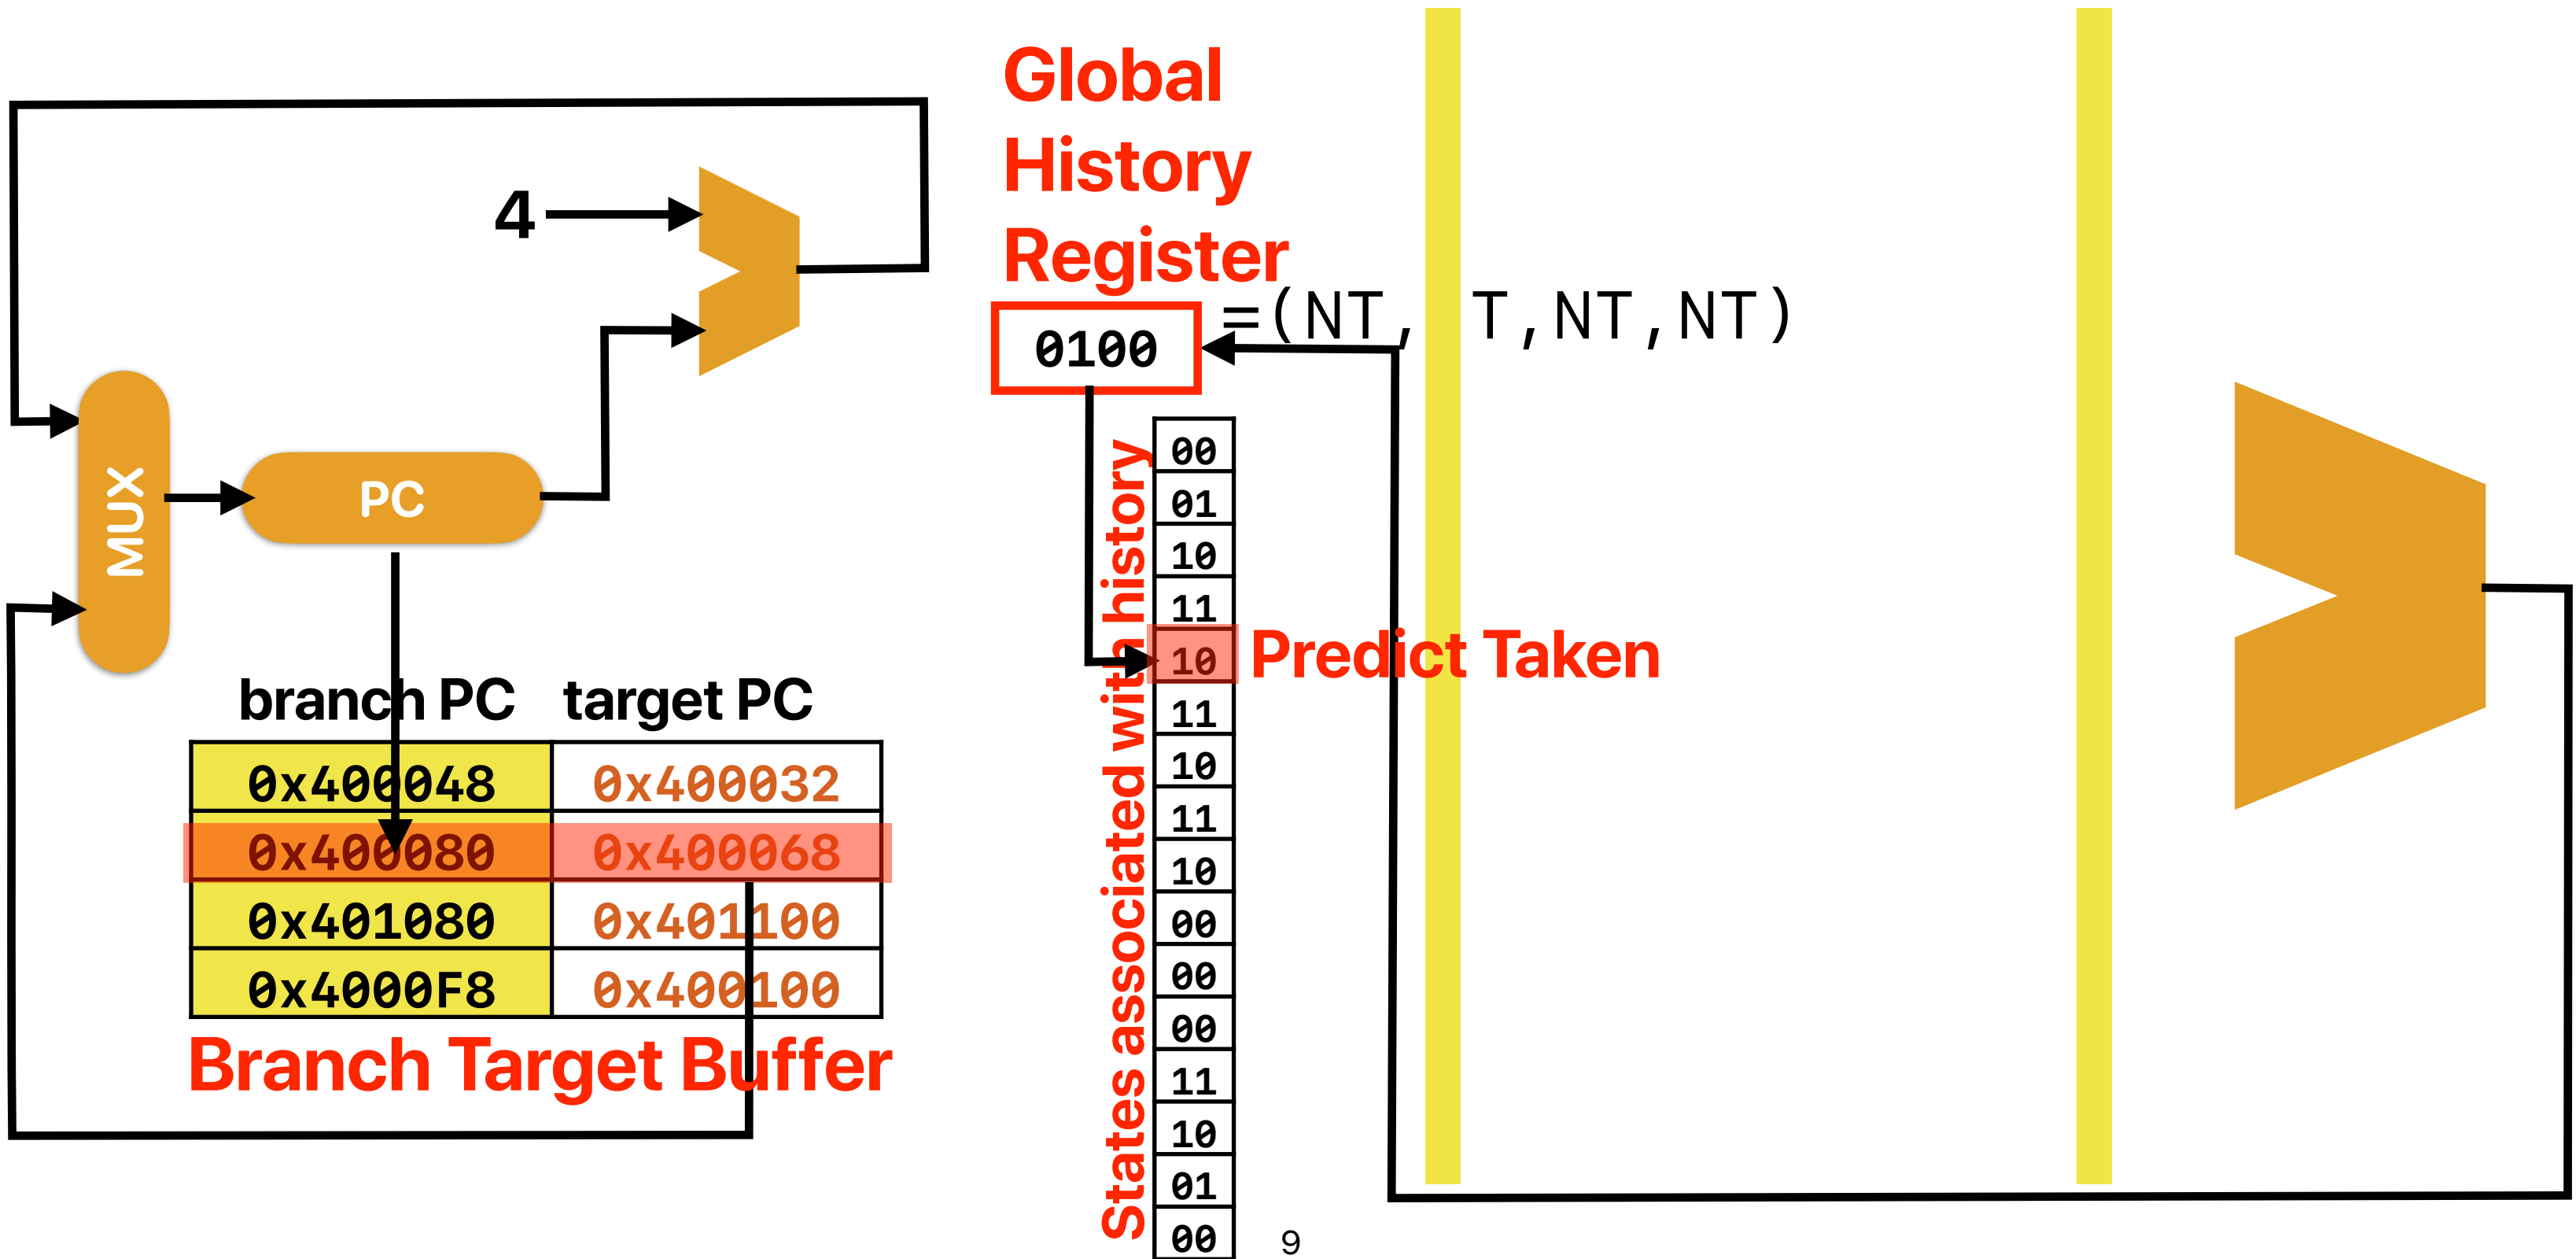 Global
History
Register
4
=(NT, T,NT,NT)
0100
MUX
PC
branch PC target PC
0x400048 0x400032
0x400080 0x400068
0x401080 0x401100
0x4000F8 0x400100
Branch Target Buffer
States associated with history
00
01
10
11
10 Predict Taken
11
10
11
10
00
00
00
11
10
01
00
9